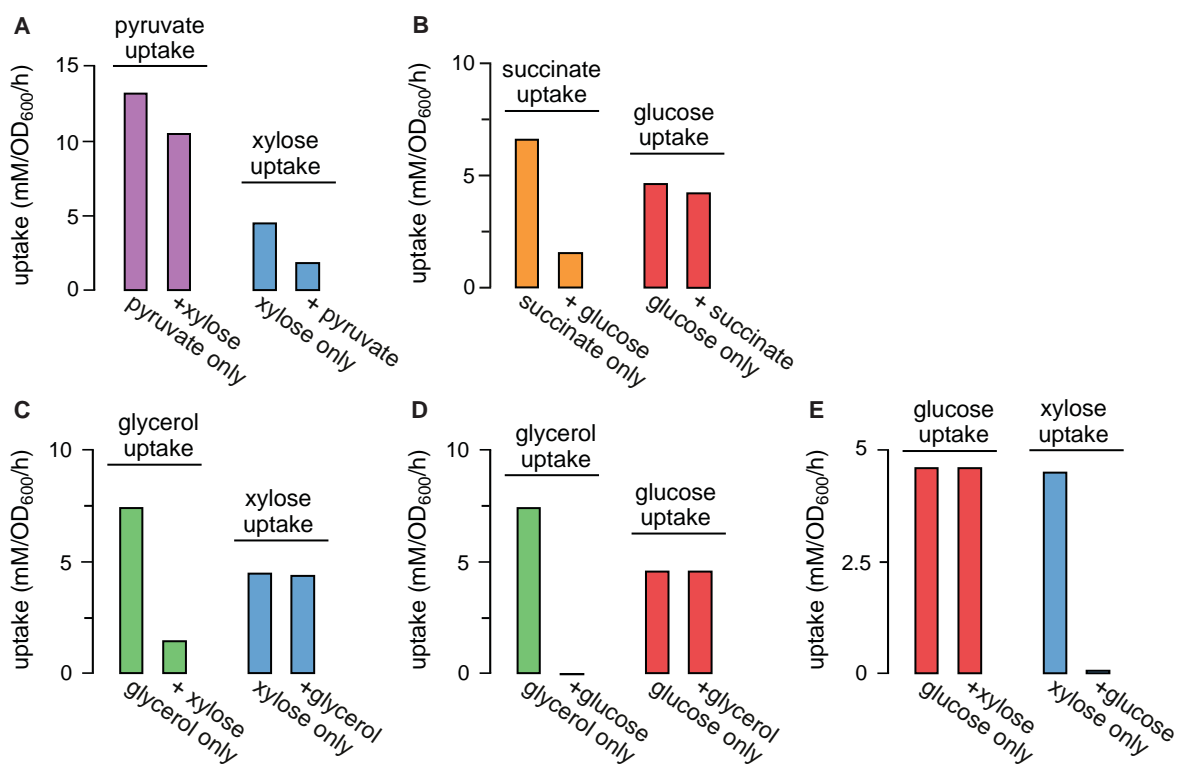 A
pyruvate
uptake
uptake (mM/OD600/h)
15
10
5
0
xylose
uptake
pyruvate only
+xylose
xylose only
+ pyruvate
B
succinate
uptake
uptake (mM/OD600/h)
10
5
0
glucose
uptake
succinate only
+ glucose
glucose only
+ succinate
C
glycerol
uptake
uptake (mM/OD600/h)
10
5
0
xylose
uptake
glycerol only
+ xylose
xylose only
+glycerol
D
glycerol
uptake
uptake (mM/OD600/h)
10
5
0
glucose
uptake
glycerol only
+glucose
glucose only
+glycerol
E
glucose
uptake
xylose
uptake
uptake (mM/OD600/h)
5
2.5
0
glucose only
+xylose
xylose only
+glucose